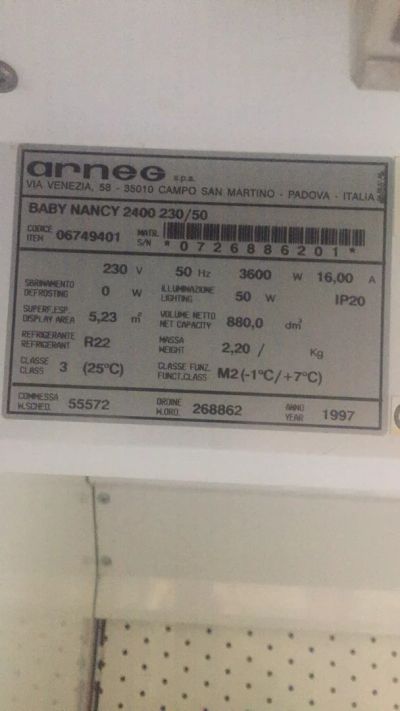 arneg s.p.a.
VIA VENEZIA, 58 - 35010 CAMPO SAN MARTINO - PADOVA - ITALIA
BABY NANCY 2400 230/50
CODICE ITEM 06749401 MATR. S/N *0726886201*
230 V 50 Hz 3600 W 16,00 A
SBRINAMENTO DEFROSTING 0 W ILLUMINAZIONE LIGHTING 50 W IP20
SUPERF.ESP. DISPLAY AREA 5,23 m² VOLUME NETTO NET CAPACITY 880,0 dm³
REFRIGERANTE REFRIGERANT R22 MASSA WEIGHT 2,20 / Kg
CLASSE CLASS 3 (25°C) CLASSE FUNZ. FUNCT.CLASS M2 (-1°C/+7°C)
COMMESSA W.SCHED. 55572 ORDINE W.ORD. 268862 ANNO YEAR 1997